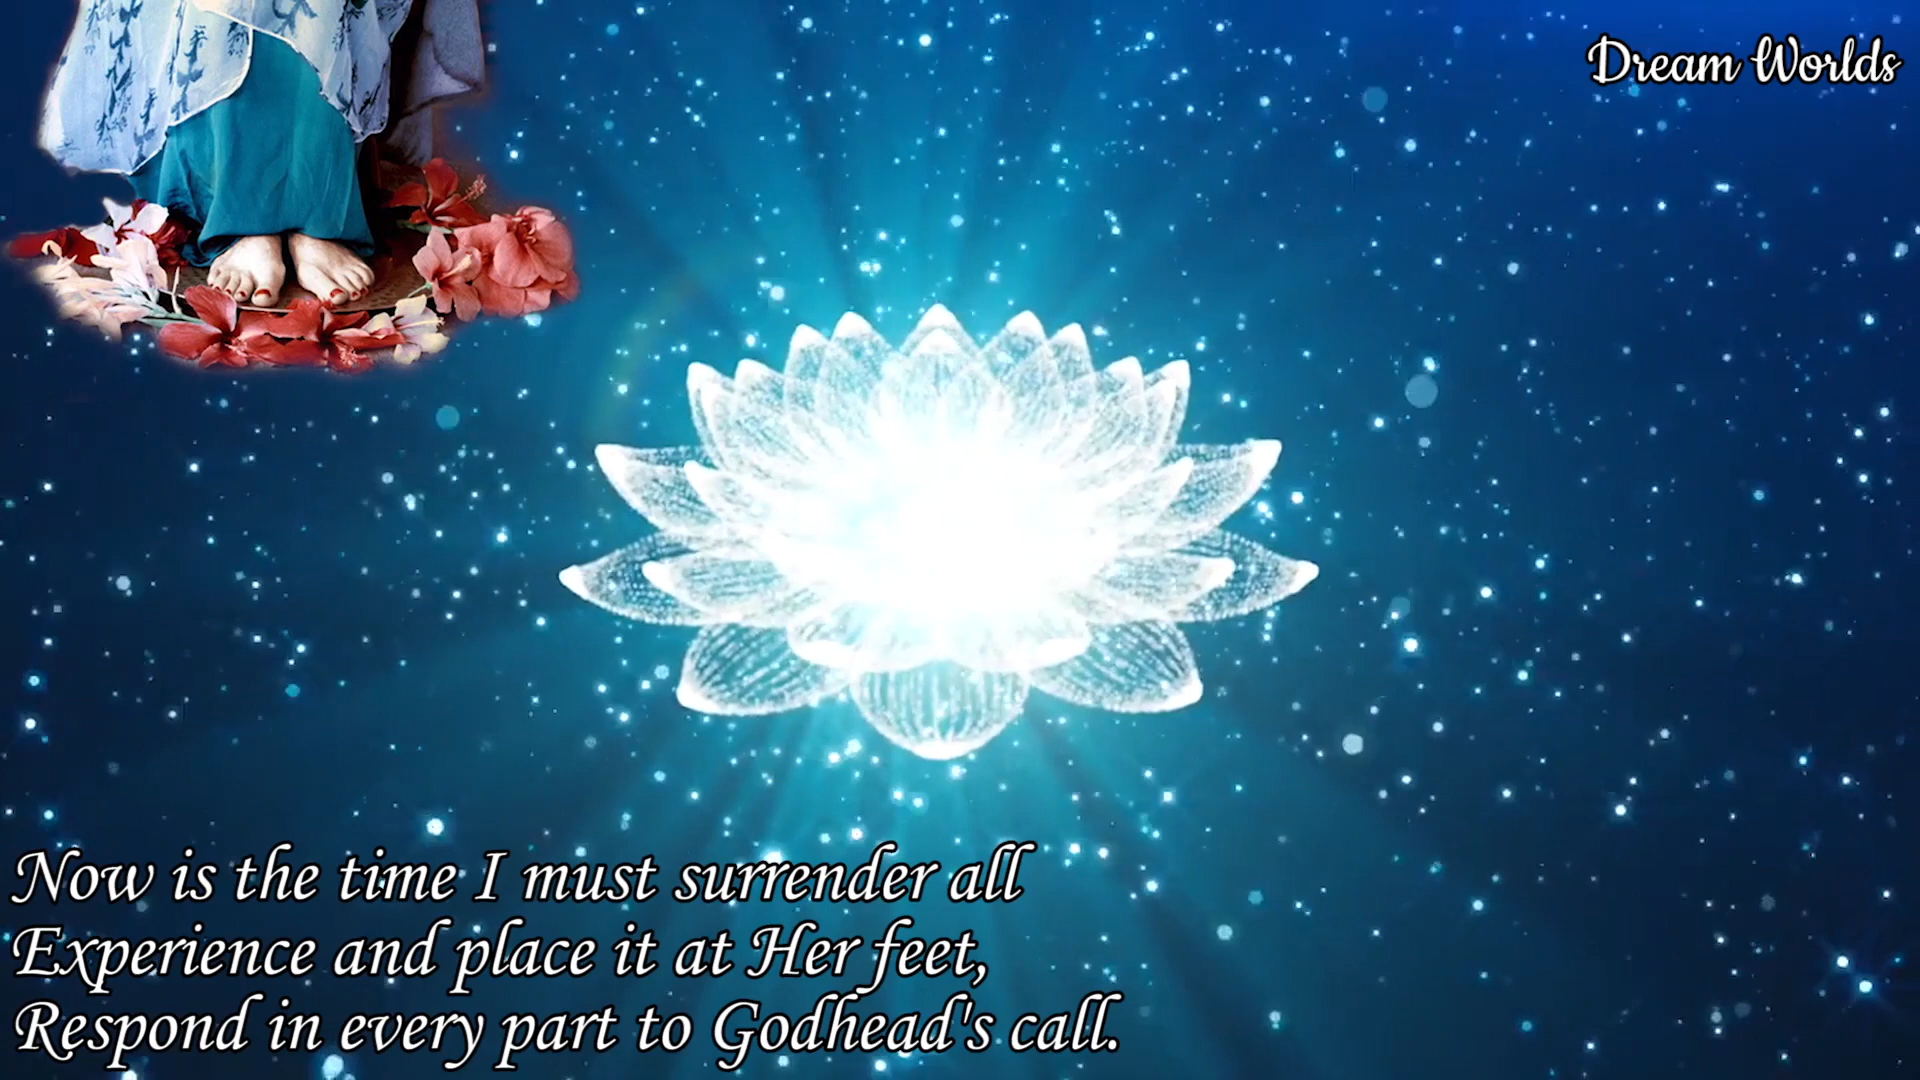 Dream Worlds
Now is the time I must surrender all
Experience and place it at Her feet,
Respond in every part to Godhead's call.